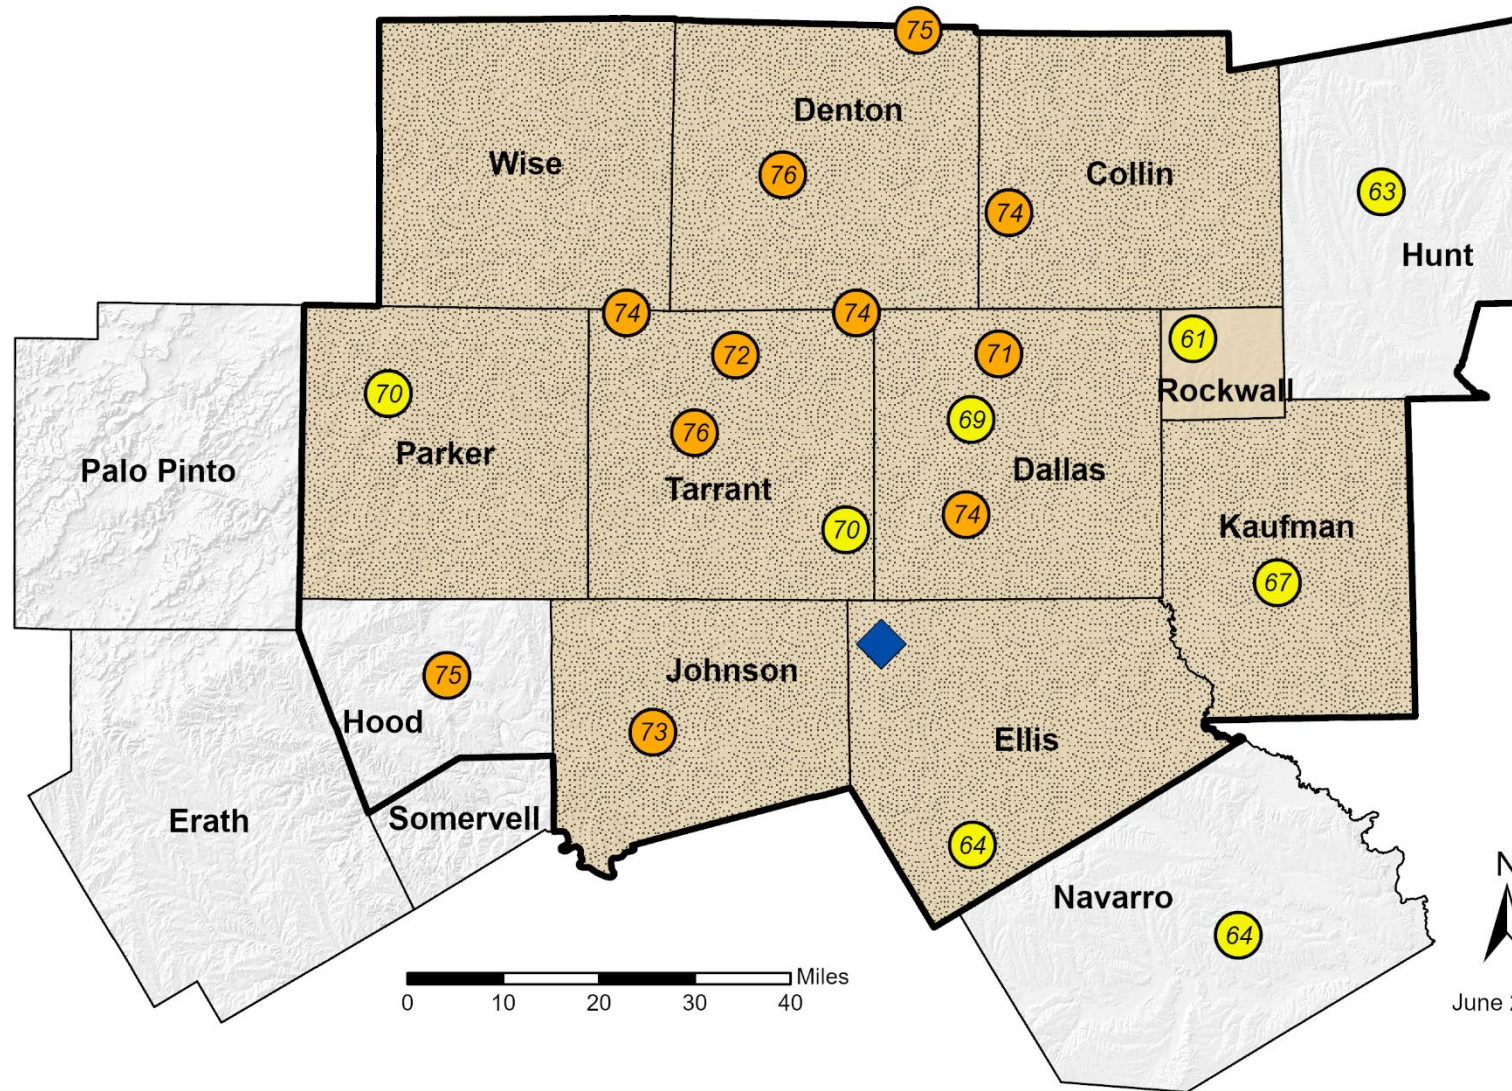 75
Denton
Wise
Collin
76
63
74
Hunt
74
74
61
72
71
Rockwall
70
69
76
Parker
Palo Pinto
Tarrant
Dallas
74
70
Kaufman
67
Johnson
75
Hood
73
Ellis
Erath
Somervell
64
N
Navarro
64
Miles
0 10 20 30 40
June